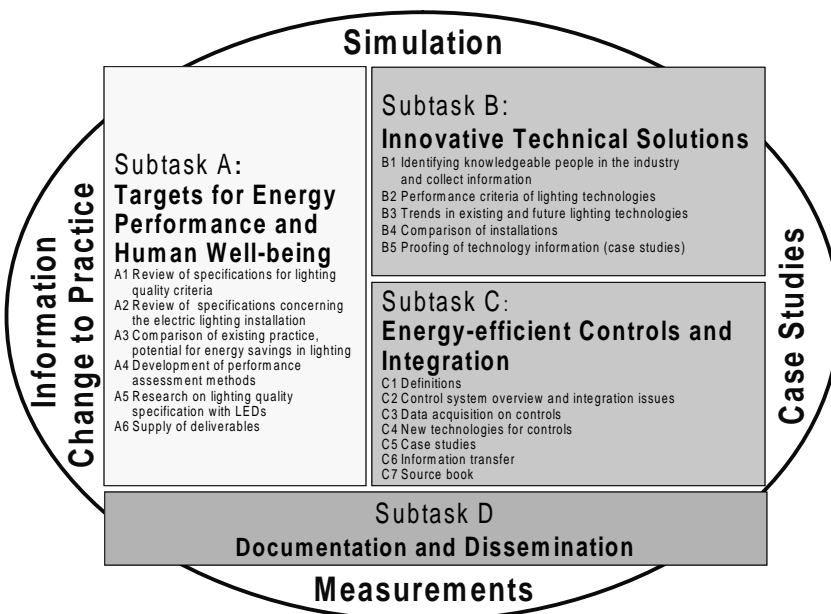 Simulation
Information
Change to Practice
Subtask A:
Targets for Energy
Performance and
Human Well-being
A1 Review of specifications for lighting
quality criteria
A2 Review of specifications concerning
the electric lighting installation
A3 Comparison of existing practice,
potential for energy savings in lighting
A4 Development of performance
assessment methods
A5 Research on lighting quality
specification with LEDs
A6 Supply of deliverables
Subtask B:
Innovative Technical Solutions
B1 Identifying knowledgeable people in the industry
and collect information
B2 Performance criteria of lighting technologies
B3 Trends in existing and future lighting technologies
B4 Comparison of installations
B5 Proofing of technology information (case studies)
Subtask C:
Energy-efficient Controls and
Integration
C1 Definitions
C2 Control system overview and integration issues
C3 Data acquisition on controls
C4 New technologies for controls
C5 Case studies
C6 Information transfer
C7 Source book
Case Studies
Subtask D
Documentation and Dissemination
Measurements